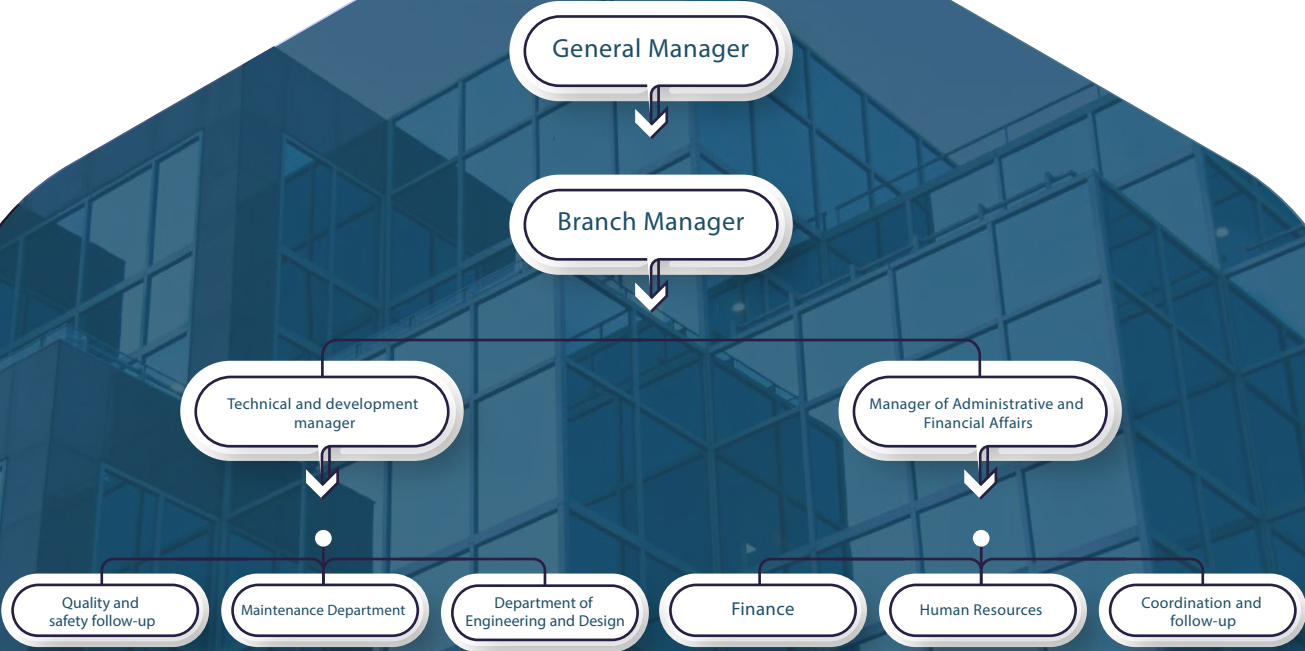 General Manager
Branch Manager
Technical and development
manager
Manager of Administrative and
Financial Affairs
Quality and
safety follow-up
Maintenance Department
Department of
Engineering and Design
Finance
Human Resources
Coordination and
follow-up